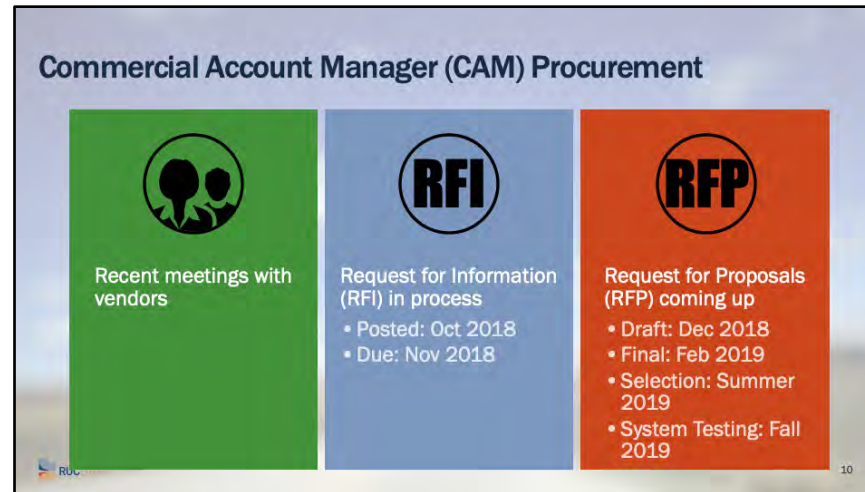 Commercial Account Manager (CAM) Procurement
Recent meetings with
vendors
RFI
Request for Information
(RFI) in process
• Posted: Oct 2018
• Due: Nov 2018
RFP
Request for Proposals
(RFP) coming up
• Draft: Dec 2018
• Final: Feb 2019
• Selection: Summer
2019
• System Testing: Fall
2019
RUC
10